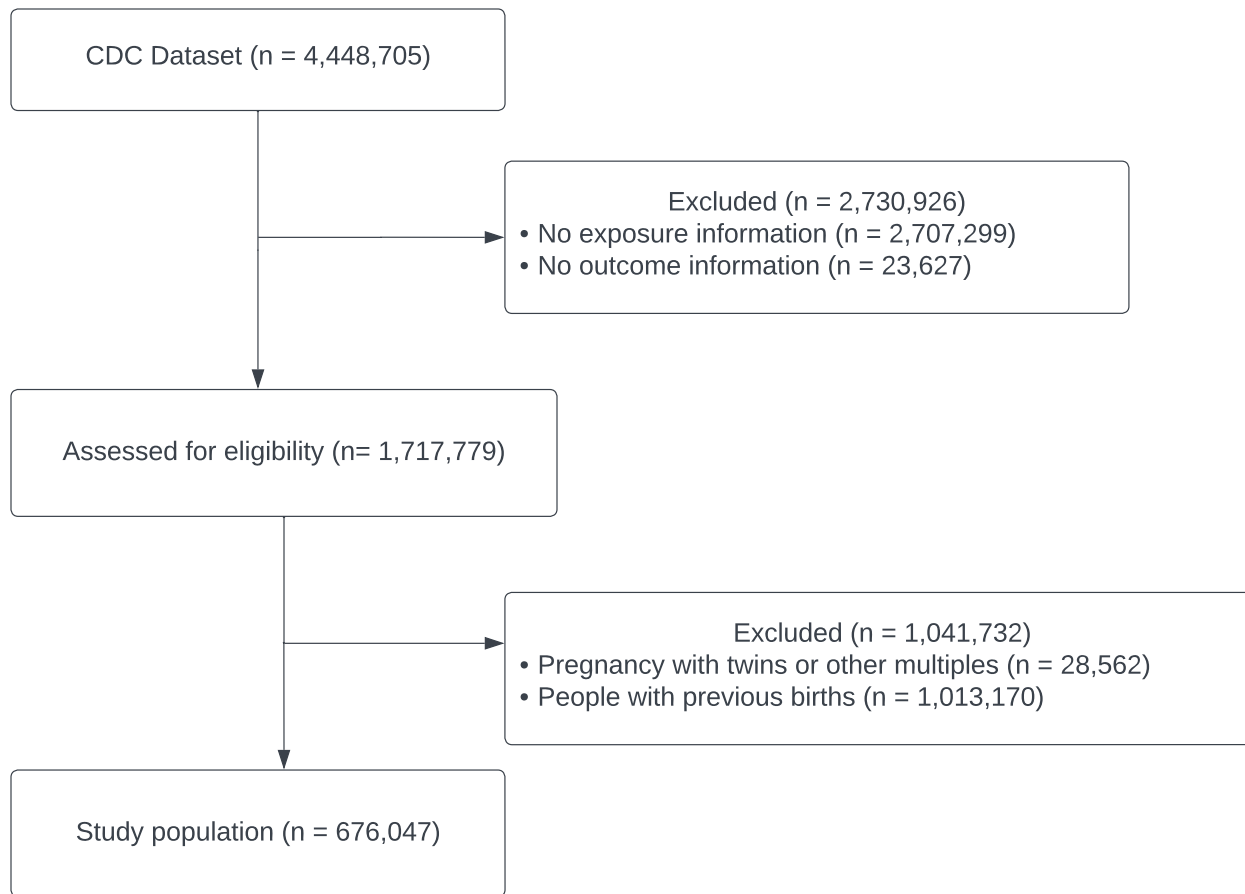 CDC Dataset (n = 4,448,705)
Excluded (n = 2,730,926)
• No exposure information (n = 2,707,299)
• No outcome information (n = 23,627)
Assessed for eligibility (n= 1,717,779)
Excluded (n = 1,041,732)
• Pregnancy with twins or other multiples (n = 28,562)
• People with previous births (n = 1,013,170)
Study population (n = 676,047)